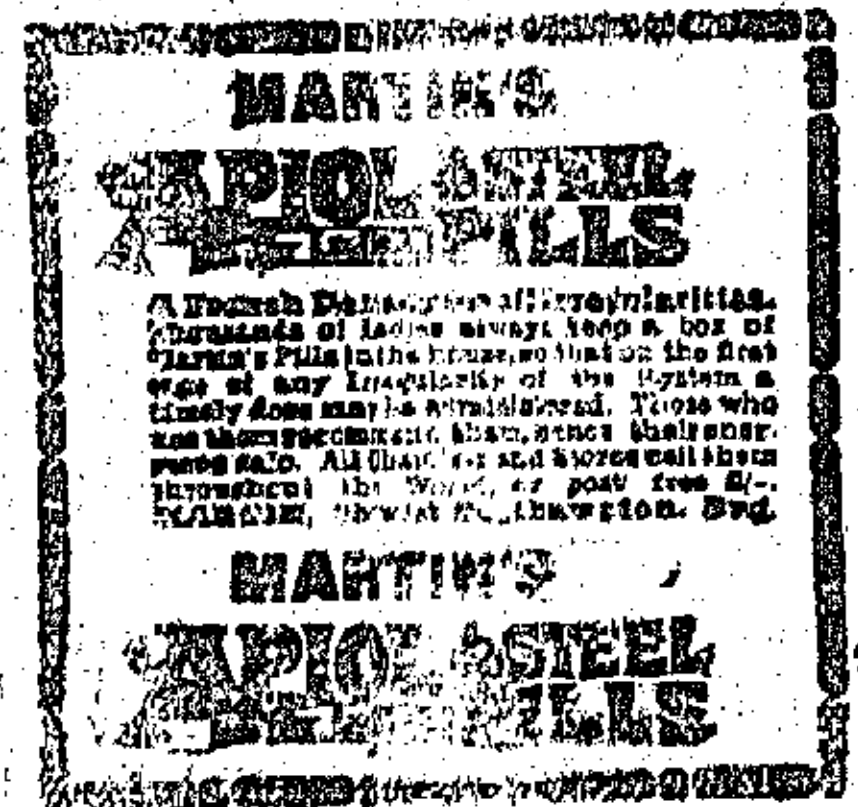 MARTIN'S
APIOL & STEEL
PILLS
A French Remedy for all Irregularities.
Thousands of Ladies always keep a box of
Martin's Pills in the house, so that on the first
sign of any Irregularity of the System a
timely dose may be administered. Those who
use them recommend them, hence their
sale. All Chemists and Stores sell them
throughout the World, or post free
MARTIN, Chemist Southampton. Eng.
MARTIN'S
APIOL & STEEL
PILLS